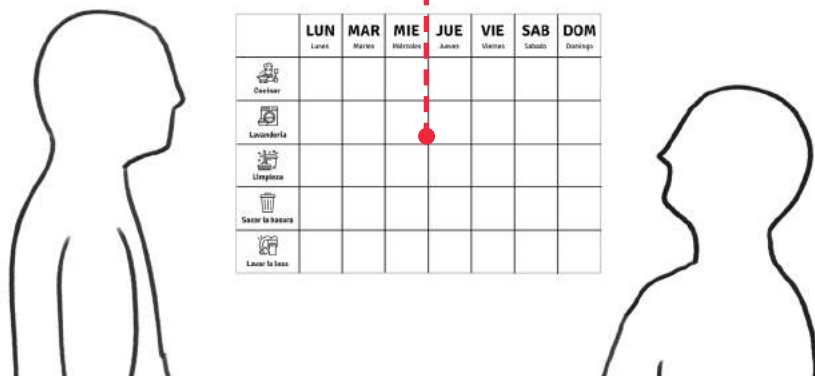 LUN MAR MIE JUE VIE SAB DOM
Lunes Martes Miércoles Jueves Viernes Sabado Domingo
Cocinar
Lavandería
Limpieza
Sacar la basura
Lavar la loza